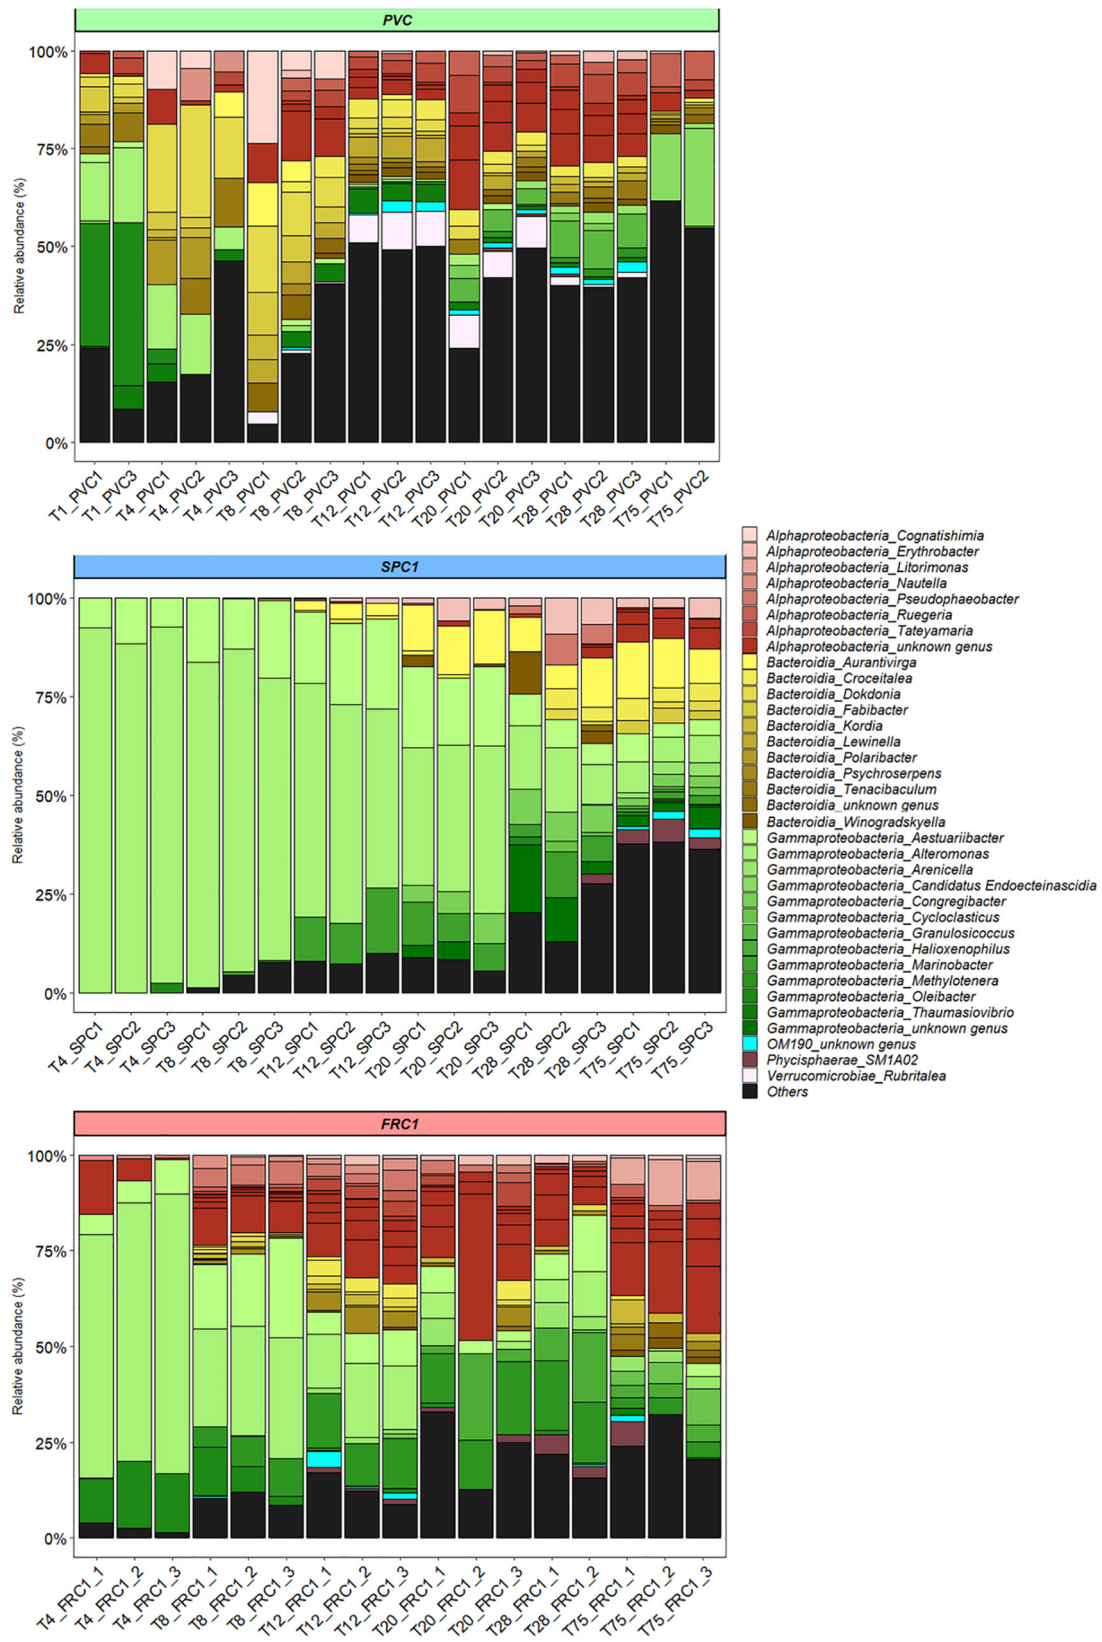 PVC
Relative abundance (%)
100%
75%
50%
25%
0%
T1_PVC1
T1_PVC3
T4_PVC1
T4_PVC2
T4_PVC3
T8_PVC1
T8_PVC2
T8_PVC3
T12_PVC1
T12_PVC2
T12_PVC3
T20_PVC1
T20_PVC2
T20_PVC3
T28_PVC1
T28_PVC2
T28_PVC3
T75_PVC1
T75_PVC2
SPC1
Relative abundance (%)
100%
75%
50%
25%
0%
T4_SPC1
T4_SPC2
T4_SPC3
T8_SPC1
T8_SPC2
T8_SPC3
T12_SPC1
T12_SPC2
T12_SPC3
T20_SPC1
T20_SPC2
T20_SPC3
T28_SPC1
T28_SPC2
T28_SPC3
T75_SPC1
T75_SPC2
T75_SPC3
Alphaproteobacteria_Cognatishimia
Alphaproteobacteria_Erythrobacter
Alphaproteobacteria_Litorimonas
Alphaproteobacteria_Nautella
Alphaproteobacteria_Pseudophaeobacter
Alphaproteobacteria_Ruegeria
Alphaproteobacteria_Tateyamaria
Alphaproteobacteria_unknown genus
Bacteroidia_Aurantivirga
Bacteroidia_Croceitalea
Bacteroidia_Dokdonia
Bacteroidia_Fabibacter
Bacteroidia_Kordia
Bacteroidia_Lewinella
Bacteroidia_Polaribacter
Bacteroidia_Psychroserpens
Bacteroidia_Tenacibaculum
Bacteroidia_unknown genus
Bacteroidia_Winogradskyella
Gammaproteobacteria_Aestuariibacter
Gammaproteobacteria_Alteromonas
Gammaproteobacteria_Arenicella
Gammaproteobacteria_Candidatus Endoecteinascidia
Gammaproteobacteria_Congregibacter
Gammaproteobacteria_Cycloclasticus
Gammaproteobacteria_Granulosicoccus
Gammaproteobacteria_Halioxenophilus
Gammaproteobacteria_Marinobacter
Gammaproteobacteria_Methylotenera
Gammaproteobacteria_Oleibacter
Gammaproteobacteria_Thaumasiovibrio
Gammaproteobacteria_unknown genus
OM190_unknown genus
Phycisphaerae_SM1A02
Verrucomicrobiae_Rubritalea
Others
FRC1
Relative abundance (%)
100%
75%
50%
25%
0%
T4_FRC1_1
T4_FRC1_2
T4_FRC1_3
T8_FRC1_1
T8_FRC1_2
T8_FRC1_3
T12_FRC1_1
T12_FRC1_2
T12_FRC1_3
T20_FRC1_1
T20_FRC1_2
T20_FRC1_3
T28_FRC1_1
T28_FRC1_2
T75_FRC1_1
T75_FRC1_2
T75_FRC1_3